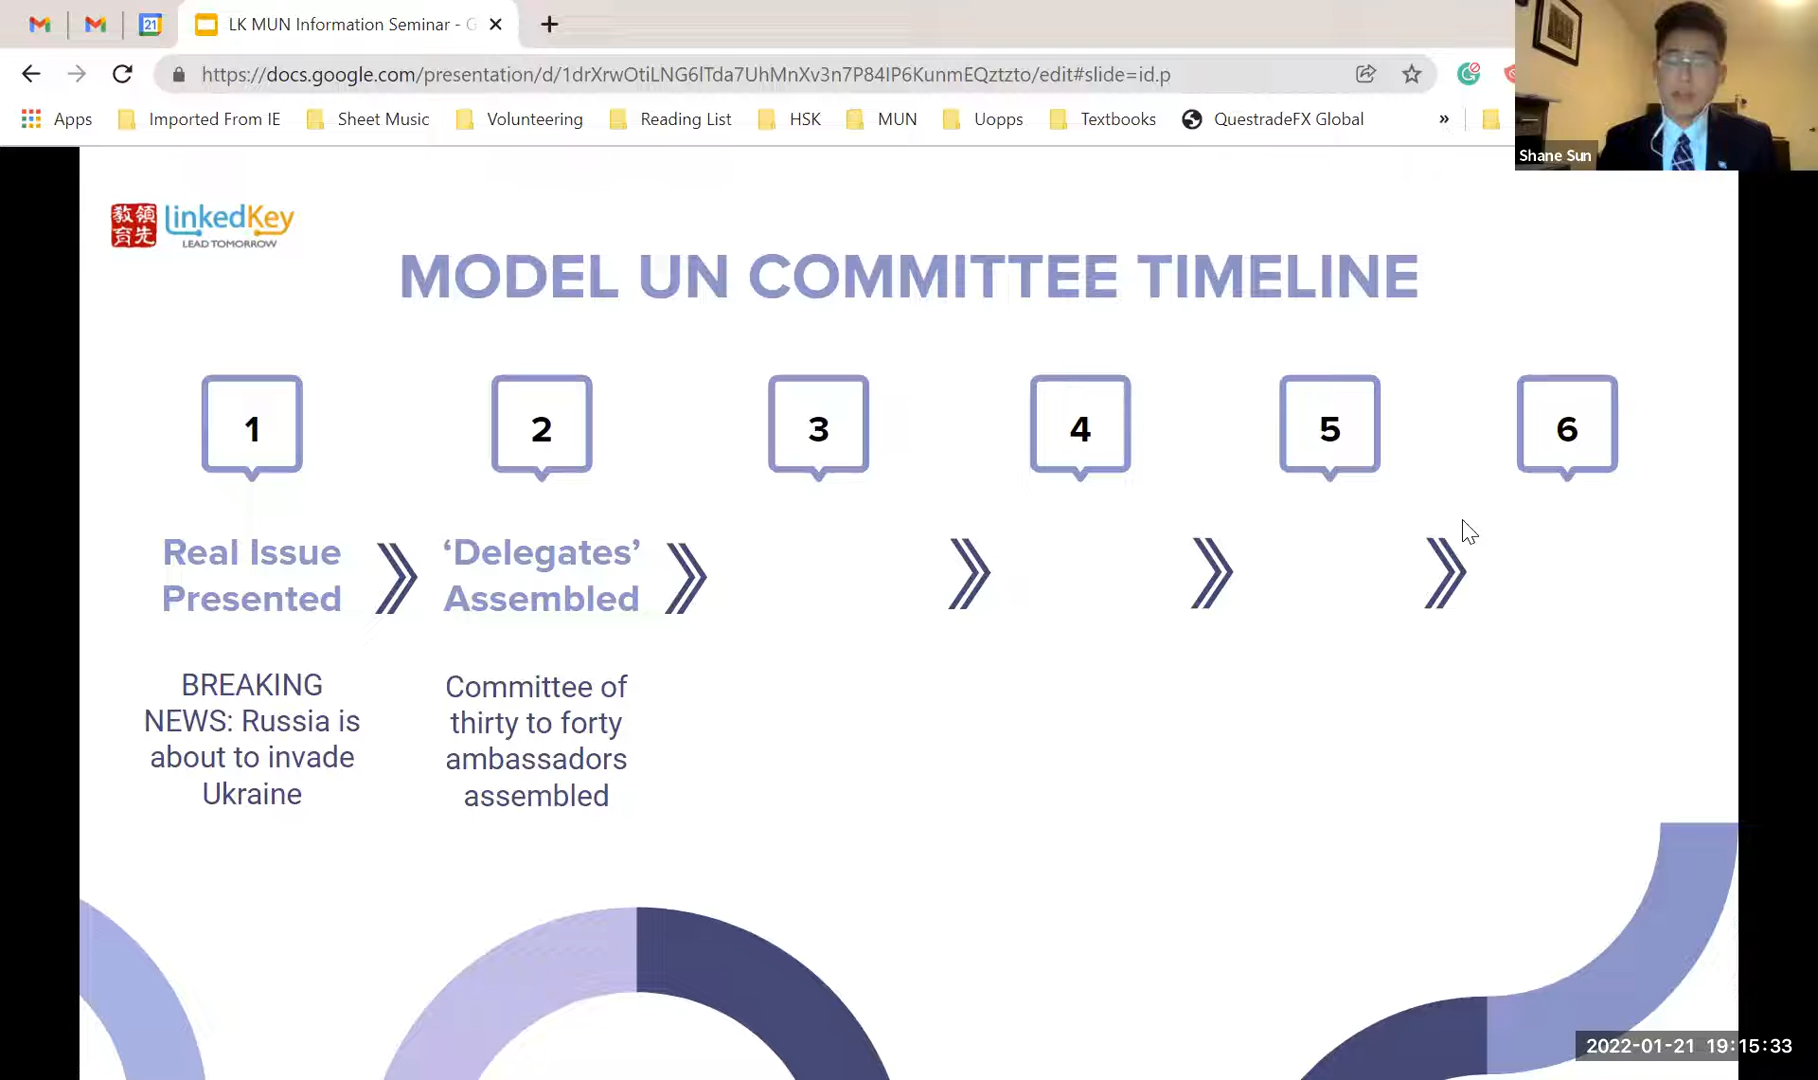 21
LK MUN Information Seminar - G
https://docs.google.com/presentation/d/1drXrwOtiLNG6lTda7UhMnXv3n7P84IP6KunmEQztzto/edit#slide=id.p
Apps
Imported From IE
Sheet Music
Volunteering
Reading List
HSK
MUN
Uopps
Textbooks
QuestradeFX Global
»
Shane Sun
教領
育先
LinkedKey
LEAD TOMORROW
MODEL UN COMMITTEE TIMELINE
1
2
3
4
5
6
Real Issue
Presented
‘Delegates’
Assembled
BREAKING
NEWS: Russia is
about to invade
Ukraine
Committee of
thirty to forty
ambassadors
assembled
2022-01-21 19:15:33